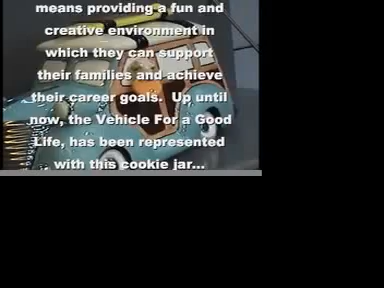 means providing a fun and
creative environment in
which they can support
their families and achieve
their career goals.  Up until
now, the Vehicle For a Good
Life, has been represented
with this cookie jar...